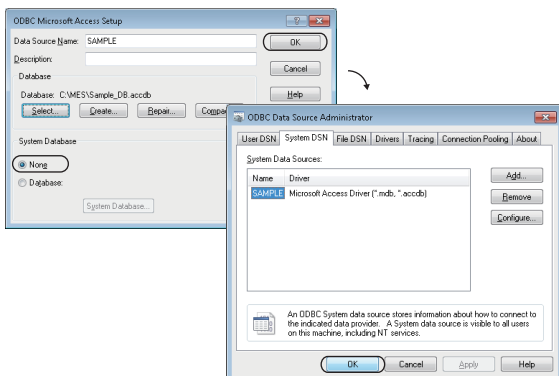 ODBC Microsoft Access Setup
Data Source Name: SAMPLE
OK
Description:
Cancel
Database
Help
Database: C:\MES\Sample_DB.accdb
Select... Create... Repair...
System Database
None
Database:
System Database...
ODBC Data Source Administrator
User DSN System DSN File DSN Drivers Tracing Connection Pooling About
System Data Sources:
Name Driver
SAMPLE Microsoft Access Driver (*.mdb, *.accdb)
Add...
Remove
Configure...
An ODBC System data source stores information about how to connect to
the indicated data provider. A System data source is visible to all users
on this machine, including NT services.
OK Cancel Apply Help